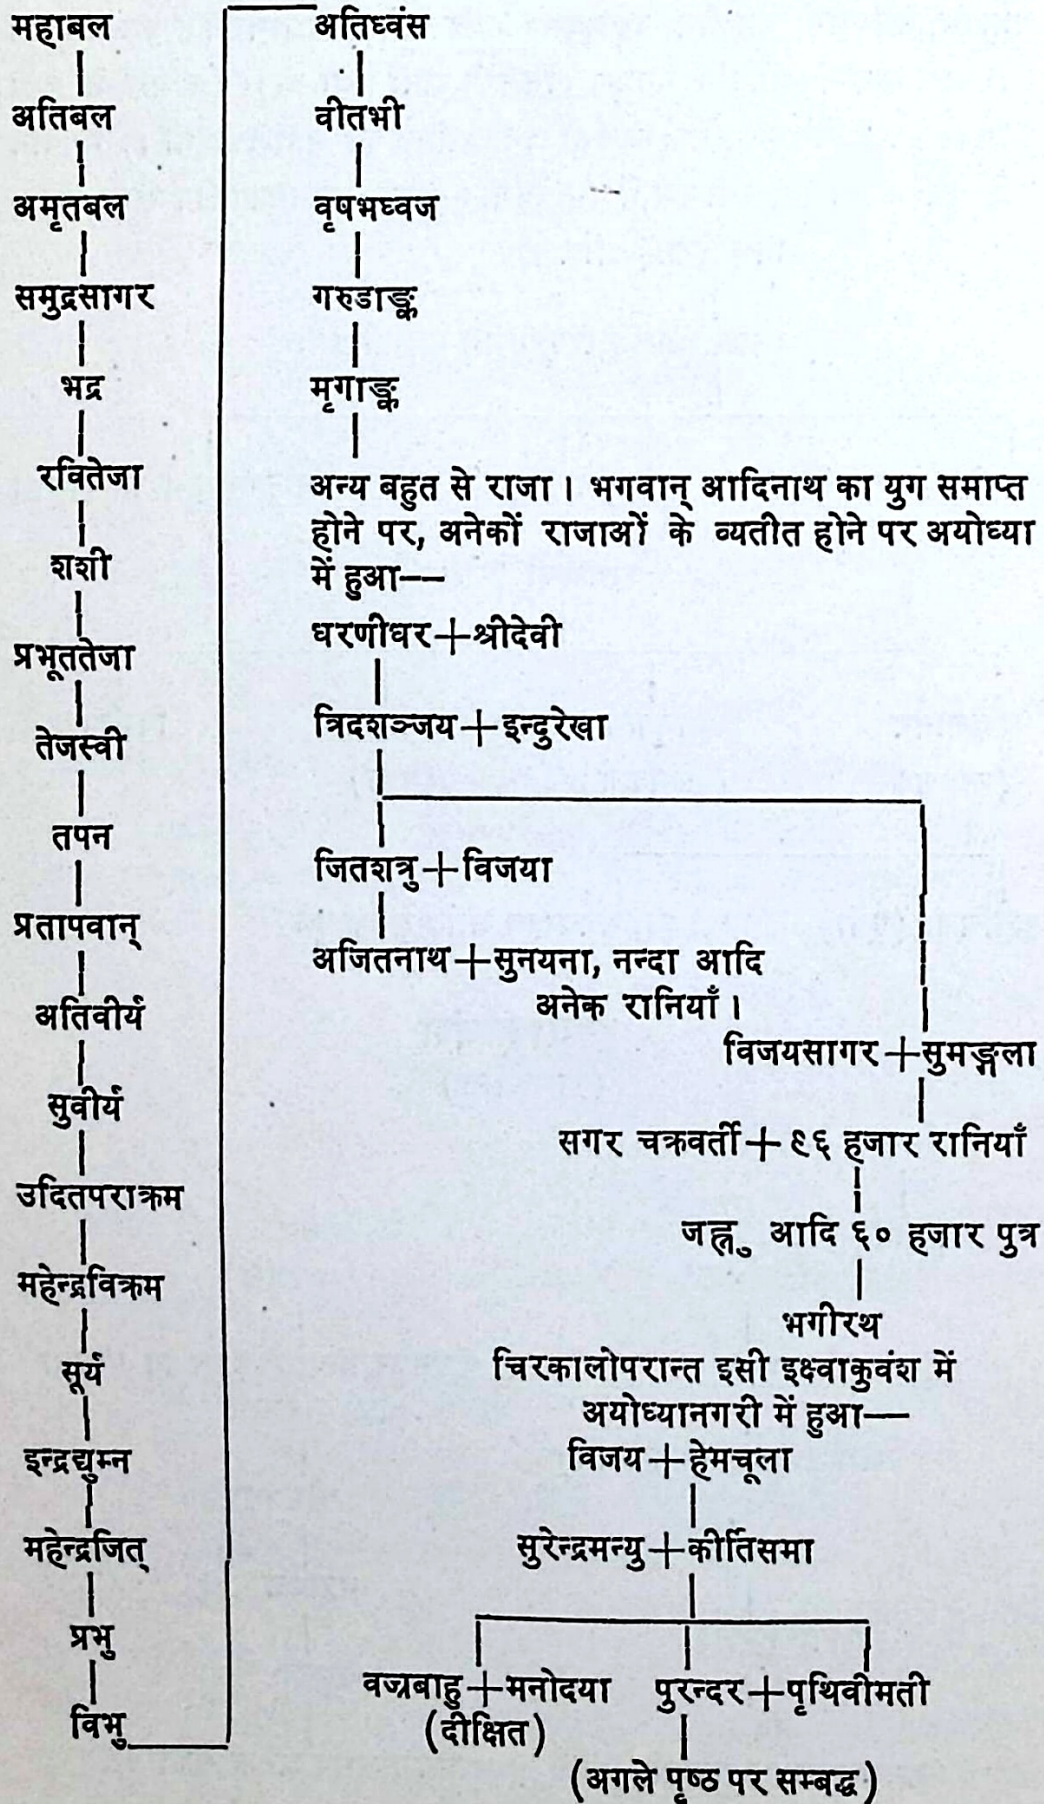 महाबल
अतिबल
अमृतबल
समुद्रसागर
भद्र
रवितेजा
शशी
प्रभूततेजा
तेजस्वी
तपन
प्रतापवान्
अतिवीर्य
सुवीर्य
उदितपराक्रम
महेन्द्रविक्रम
सूर्य
इन्द्रद्युम्न
महेन्द्रजित्
प्रभु
विभु
अतिध्वंस
वीतभी
वृषभध्वज
गरुडाङ्क
मृगाङ्क
अन्य बहुत से राजा । भगवान् आदिनाथ का युग समाप्त
होने पर, अनेकों राजाओं के व्यतीत होने पर अयोध्या
में हुआ--
धरणीधर+श्रीदेवी
त्रिदशञ्जय+इन्दुरेखा
जितशत्रु+विजया
अजितनाथ+सुनयना, नन्दा आदि
अनेक रानियाँ ।
विजयसागर+सुमङ्गला
सगर चक्रवर्ती+९६ हजार रानियाँ
जह्नु आदि ६० हजार पुत्र
भगीरथ
चिरकालोपरान्त इसी इक्ष्वाकुवंश में
अयोध्यानगरी में हुआ—
विजय+हेमचूला
सुरेन्द्रमन्यु+कीर्तिसमा
वज्रबाहु+मनोदया पुरन्दर+पृथिवीमती
(दीक्षित)
(अगले पृष्ठ पर सम्बद्ध)